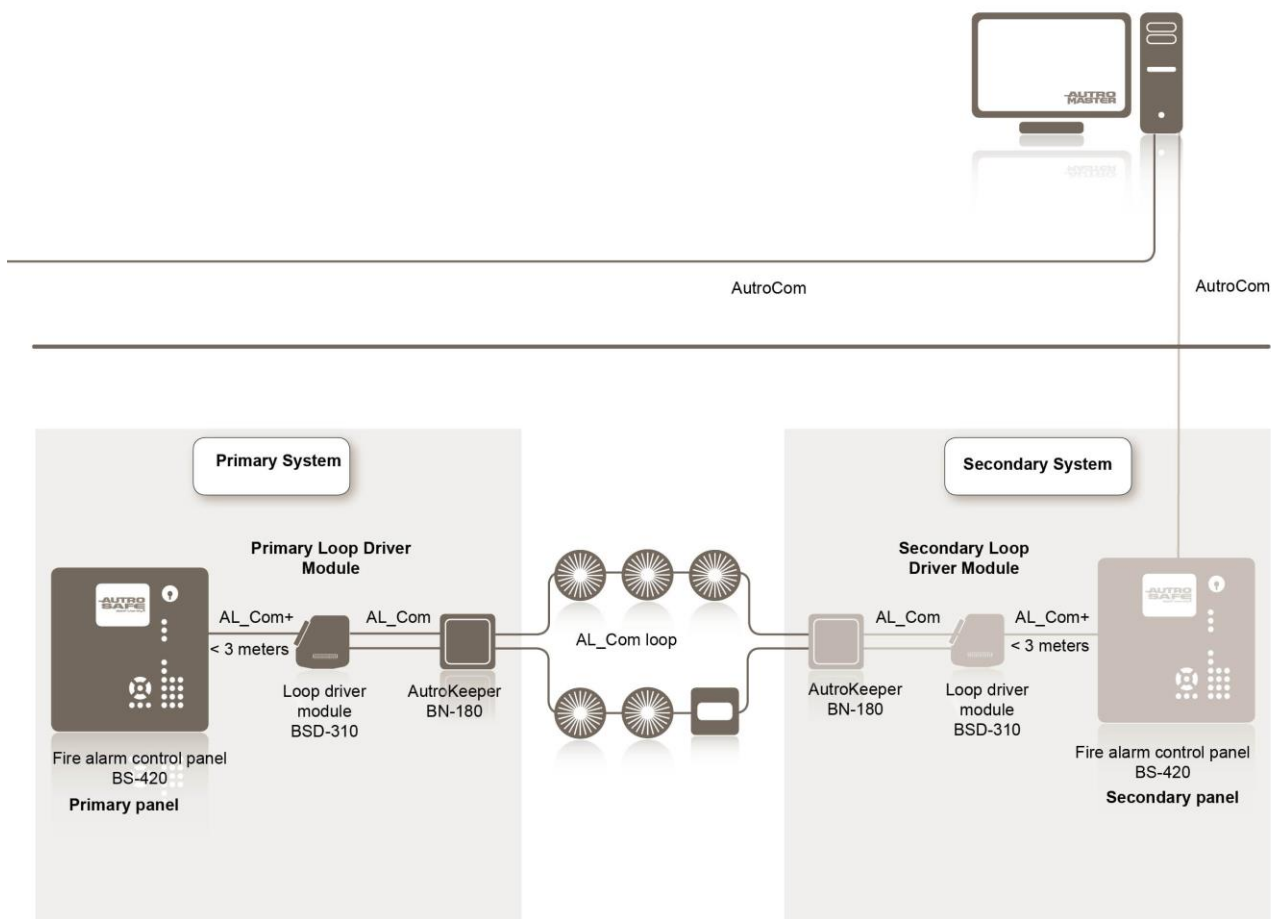 AUTRO
MASTER
AutroCom
AutroCom
Primary System
Secondary System
Primary Loop Driver
Module
Secondary Loop
Driver Module
AUTRO
SAFE
AL_Com+
< 3 meters
AL_Com
AL_Com loop
AL_Com
AL_Com+
< 3 meters
AUTRO
SAFE
Loop driver
module
BSD-310
AutroKeeper
BN-180
AutroKeeper
BN-180
Loop driver
module
BSD-310
Fire alarm control panel
BS-420
Primary panel
Fire alarm control panel
BS-420
Secondary panel